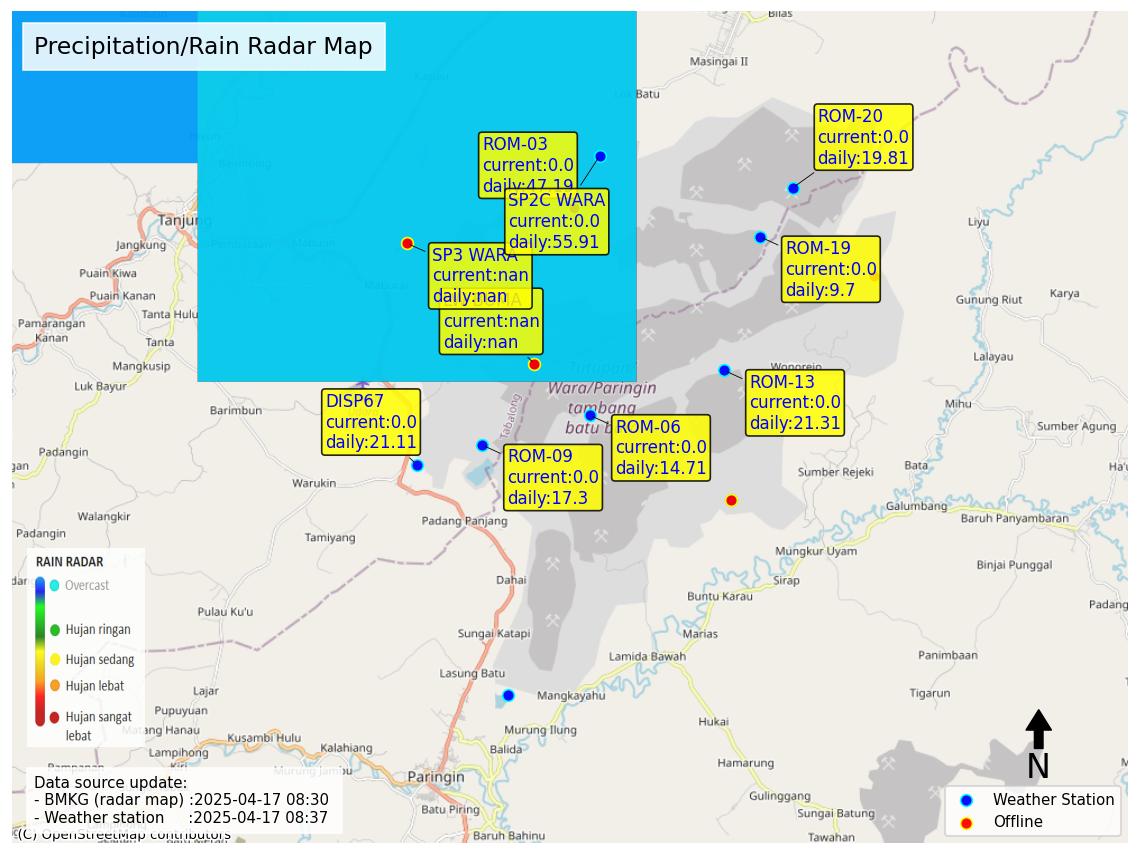 Precipitation/Rain Radar Map
Bilas
Masingai II
Batu
ROM-20
current:0.0
daily:19.81
ROM-03
current:0.0
daily:47.19
SP2C WARA
current:0.0
daily:55.91
Tanjung
Jangkung
Liyu
SP3 WARA
current:nan
daily:nan
current:nan
daily:nan
ROM-19
current:0.0
daily:9.7
Puain Kiwa
Puain Kanan
Tanta Hulu
Maburai
Gunung Riut
Karya
Pamarangan
Kanan
Tanta
Mangkusip
Luk Bayur
Lalayau
Wonorejo
Tutupan
Wara/Paringin
tambang
batu b
Tabalong
ROM-13
current:0.0
daily:21.31
DISP67
current:0.0
daily:21.11
ROM-06
current:0.0
daily:14.71
ROM-09
current:0.0
daily:17.3
Barimbun
Mihu
Sumber Agung
Padangin
Warukin
Sumber Rejeki
Bata
Galumbang
Baruh Panyambaran
Walangkir
Padangin
Tamiyang
Padang Panjang
Mungkur Uyam
Binjai Punggal
Dahai
Sirap
Buntu Karau
Padang
Pulau Ku'u
Sungai Katapi
Marias
Lamida Bawah
Panimbaan
Lasung Batu
Tigarun
Lajar
Pupuyuan
Matang Hanau
Mangkayahu
Hukai
Murung Ilung
Lampihong
Kusambi Hulu
Kalahiang
Balida
Hamarung
Murung Jambu
Paringin
Gulinggang
Batu Piring
Sungai Batung
Baruh Bahinu
Tawahan
RAIN RADAR
Overcast
Hujan ringan
Hujan sedang
Hujan lebat
Hujan sangat
lebat
Data source update:
- BMKG (radar map) :2025-04-17 08:30
- Weather station :2025-04-17 08:37
(C) OpenStreetMap contributors
N
Weather Station
Offline